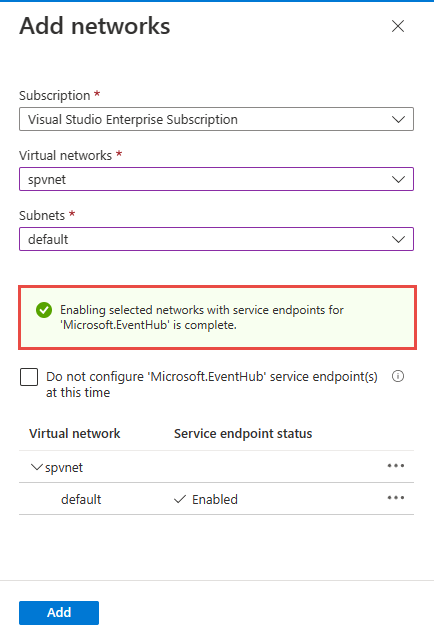 Add networks
Subscription *
Visual Studio Enterprise Subscription
Virtual networks *
spvnet
Subnets *
default
Enabling selected networks with service endpoints for
'Microsoft.EventHub' is complete.
Do not configure 'Microsoft.EventHub' service endpoint(s)
at this time
Virtual network Service endpoint status
spvnet
default Enabled
Add